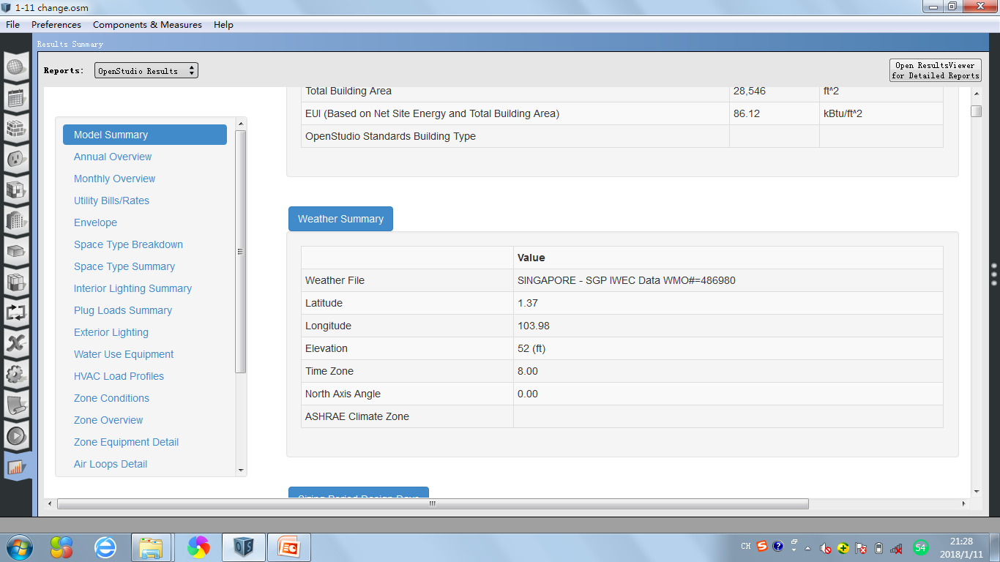 1-11 change.osm
File Preferences Components & Measures Help
Results Summary
Reports: OpenStudio Results
Open ResultsViewer
for Detailed Reports
Model Summary
Annual Overview
Monthly Overview
Utility Bills/Rates
Envelope
Space Type Breakdown
Space Type Summary
Interior Lighting Summary
Plug Loads Summary
Exterior Lighting
Water Use Equipment
HVAC Load Profiles
Zone Conditions
Zone Overview
Zone Equipment Detail
Air Loops Detail
Total Building Area 28,546 ft^2
EUI (Based on Net Site Energy and Total Building Area) 86.12 kBtu/ft^2
OpenStudio Standards Building Type
Weather Summary
Value
Weather File SINGAPORE - SGP IWEC Data WMO#=486980
Latitude 1.37
Longitude 103.98
Elevation 52 (ft)
Time Zone 8.00
North Axis Angle 0.00
ASHRAE Climate Zone
Sizing Period Design Days
CH 54 21:28
2018/1/11